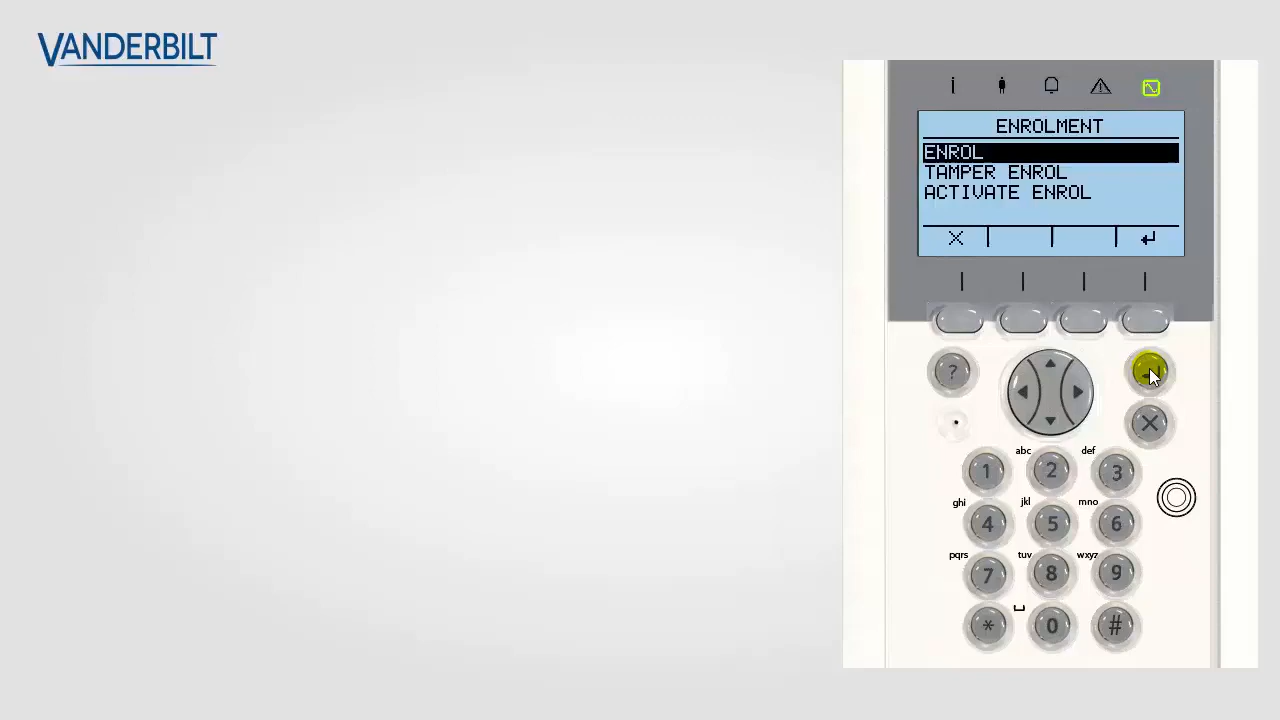 VANDERBILT
i
ENROLMENT
ENROL
TAMPER ENROL
ACTIVATE ENROL
?
abc def
1 2 3
ghi jkl mno
4 5 6
pqrs tuv wxyz
7 8 9
* 0 #